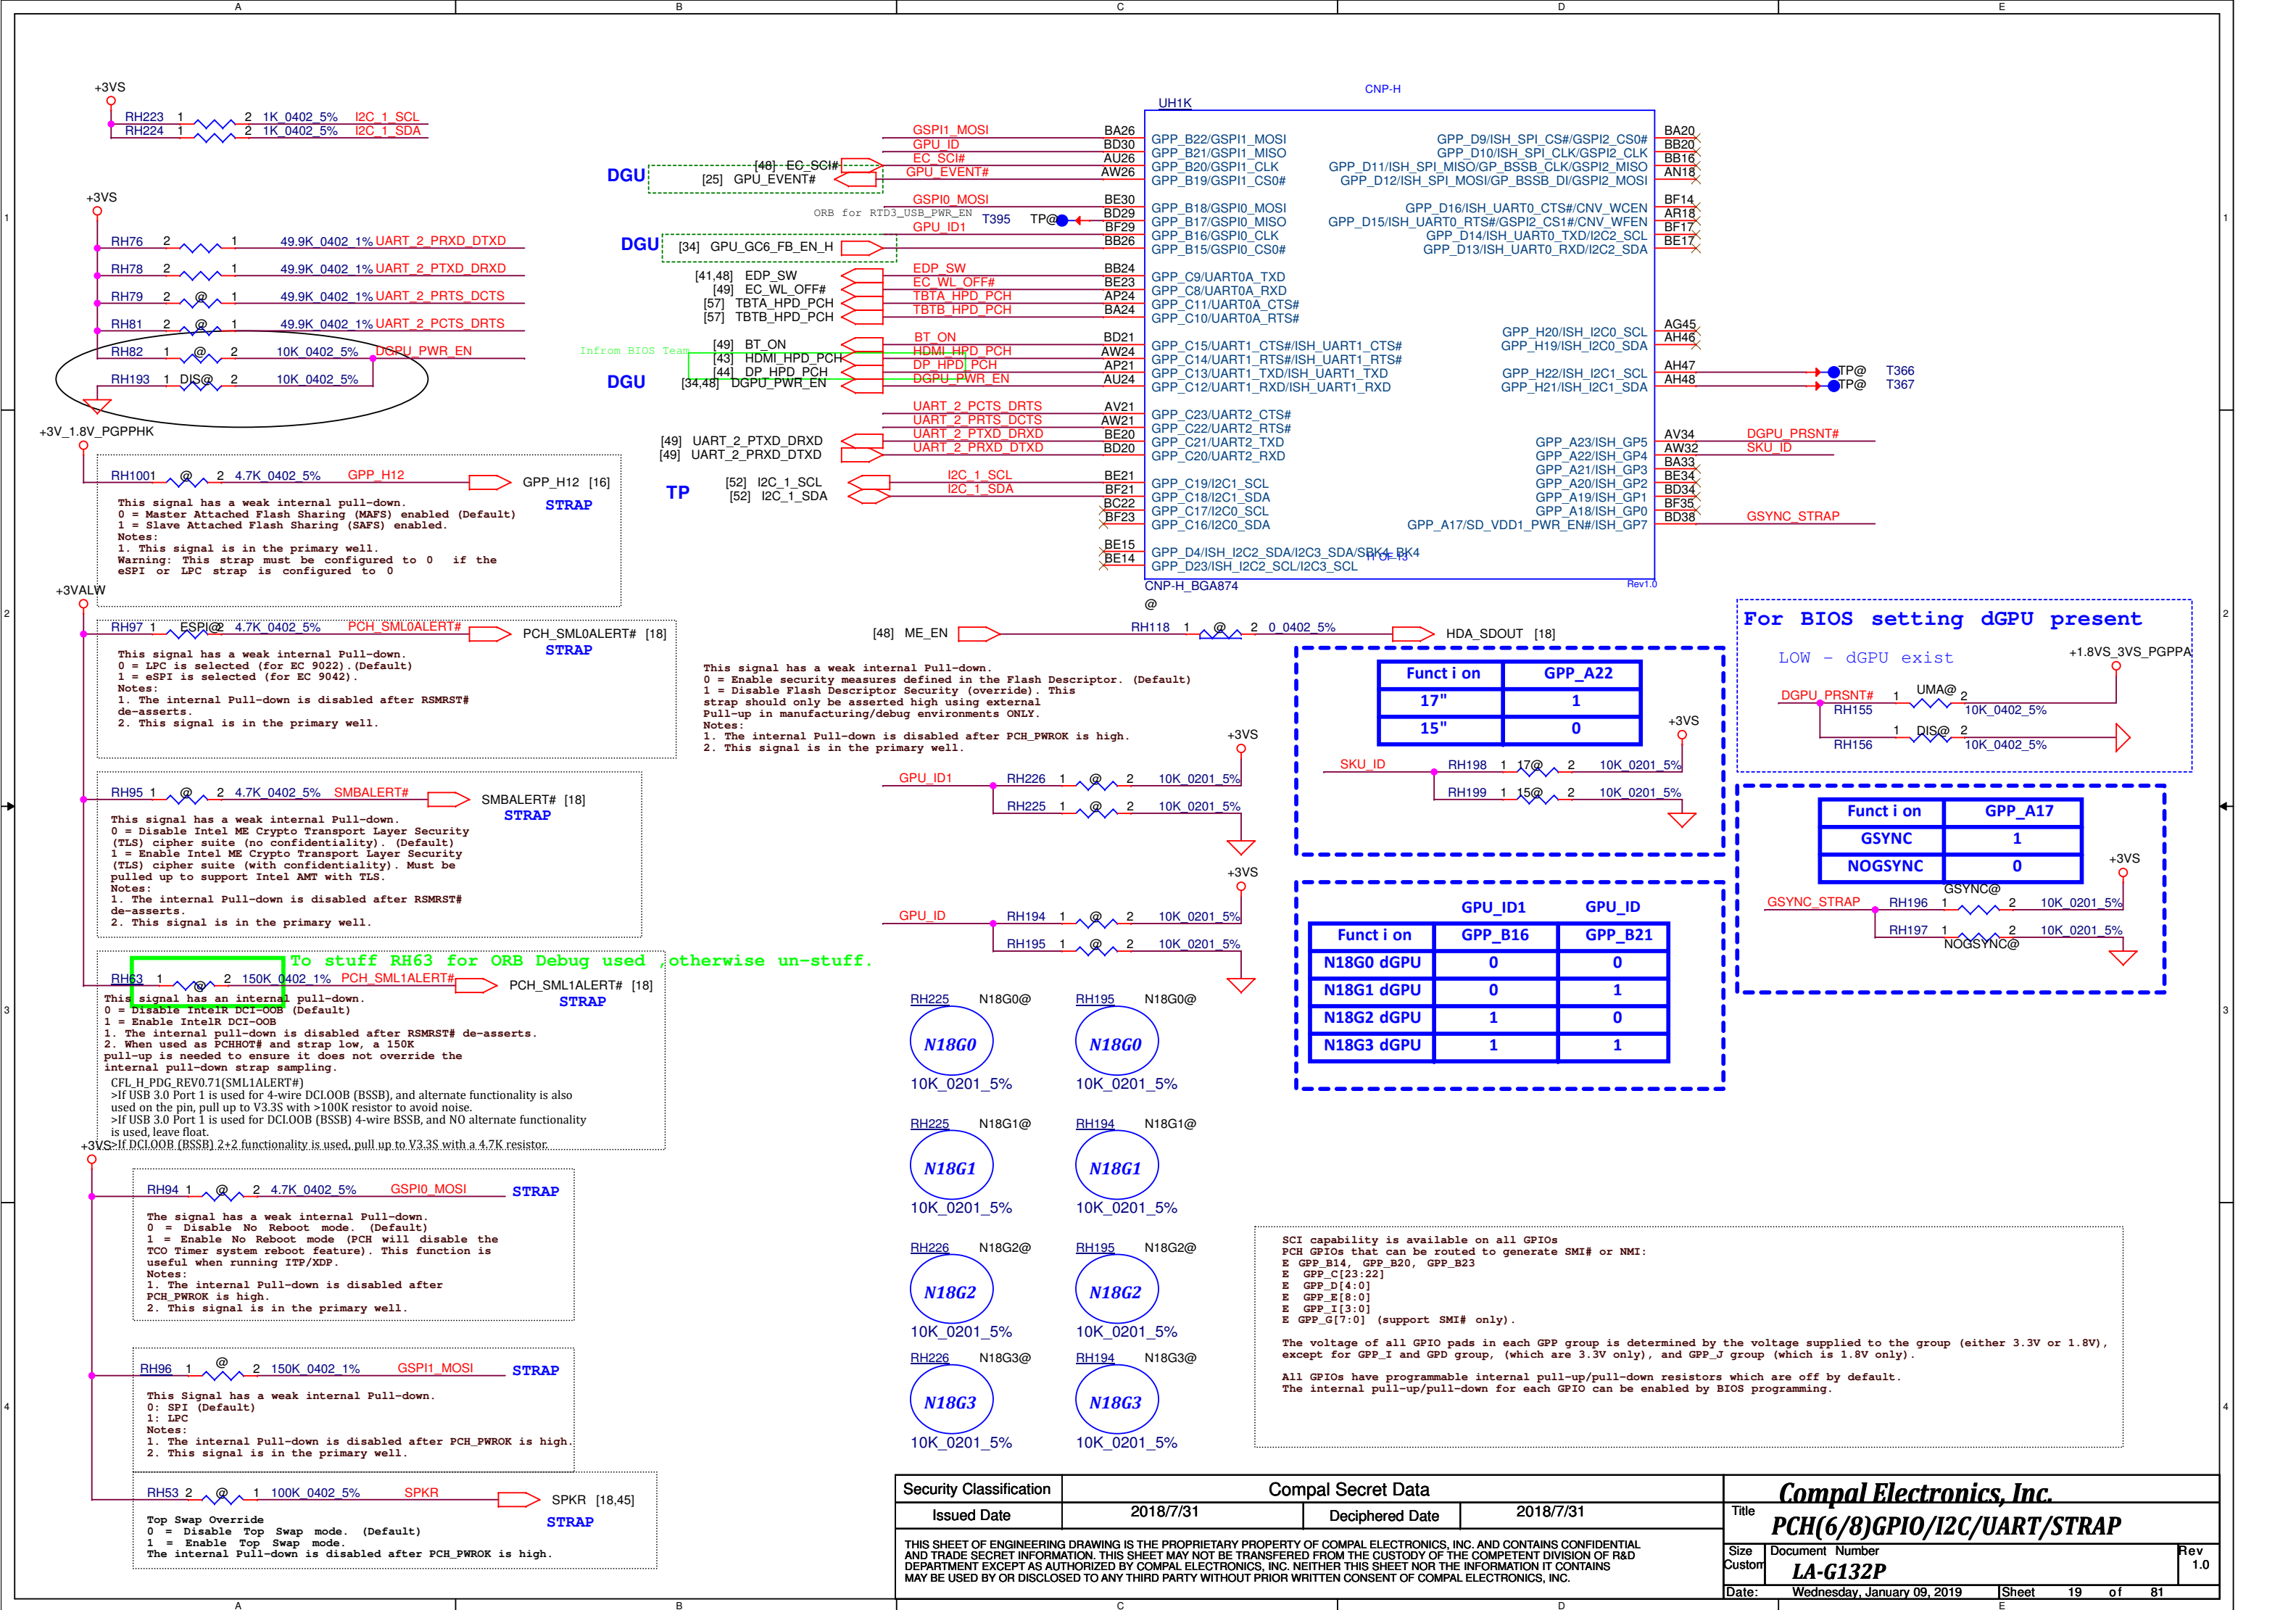 A B C D E
+3VS
RH223 1 2 1K_0402_5% I2C_1_SCL
RH224 1 2 1K_0402_5% I2C_1_SDA
+3VS
RH76 2 1 49.9K_0402_1% UART_2_PRXD_DTXD
RH78 2 1 49.9K_0402_1% UART_2_PTXD_DRXD
RH79 2 @ 1 49.9K_0402_1% UART_2_PRTS_DCTS
RH81 2 @ 1 49.9K_0402_1% UART_2_PCTS_DRTS
RH82 1 @ 2 10K_0402_5% DGPU_PWR_EN
RH193 1 DIS@ 2 10K_0402_5%
+3V_1.8V_PGPPHK
RH1001 1 @ 2 4.7K_0402_5% GPP_H12 GPP_H12 [16]
STRAP
This signal has a weak internal pull-down.
0 = Master Attached Flash Sharing (MAFS) enabled (Default)
1 = Slave Attached Flash Sharing (SAFS) enabled.
Notes:
1. This signal is in the primary well.
Warning: This strap must be configured to 0 if the
eSPI or LPC strap is configured to 0
+3VALW
RH97 1 ESPI@ 2 4.7K_0402_5% PCH_SML0ALERT# PCH_SML0ALERT# [18]
STRAP
This signal has a weak internal Pull-down.
0 = LPC is selected (for EC 9022).(Default)
1 = eSPI is selected (for EC 9042).
Notes:
1. The internal Pull-down is disabled after RSMRST#
de-asserts.
2. This signal is in the primary well.
RH95 1 @ 2 4.7K_0402_5% SMBALERT# SMBALERT# [18]
STRAP
This signal has a weak internal Pull-down.
0 = Disable Intel ME Crypto Transport Layer Security
(TLS) cipher suite (no confidentiality). (Default)
1 = Enable Intel ME Crypto Transport Layer Security
(TLS) cipher suite (with confidentiality). Must be
pulled up to support Intel AMT with TLS.
Notes:
1. The internal Pull-down is disabled after RSMRST#
de-asserts.
2. This signal is in the primary well.
To stuff RH63 for ORB Debug used ,otherwise un-stuff.
RH63 1 @ 2 150K_0402_1% PCH_SML1ALERT# PCH_SML1ALERT# [18]
STRAP
This signal has an internal pull-down.
0 = Disable IntelR DCI-OOB (Default)
1 = Enable IntelR DCI-OOB
1. The internal pull-down is disabled after RSMRST# de-asserts.
2. When used as PCHHOT# and strap low, a 150K
pull-up is needed to ensure it does not override the
internal pull-down strap sampling.
CFL_H_PDG_REV0.71(SML1ALERT#)
>If USB 3.0 Port 1 is used for 4-wire DCI.OOB (BSSB), and alternate functionality is also
used on the pin, pull up to V3.3S with >100K resistor to avoid noise.
>If USB 3.0 Port 1 is used for DCI.OOB (BSSB) 4-wire BSSB, and NO alternate functionality
is used, leave float.
>If DCI.OOB (BSSB) 2+2 functionality is used, pull up to V3.3S with a 4.7K resistor.
+3VS
RH94 1 @ 2 4.7K_0402_5% GSPI0_MOSI STRAP
The signal has a weak internal Pull-down.
0 = Disable No Reboot mode. (Default)
1 = Enable No Reboot mode (PCH will disable the
TCO Timer system reboot feature). This function is
useful when running ITP/XDP.
Notes:
1. The internal Pull-down is disabled after
PCH_PWROK is high.
2. This signal is in the primary well.
RH96 1 @ 2 150K_0402_1% GSPI1_MOSI STRAP
This Signal has a weak internal Pull-down.
0: SPI (Default)
1: LPC
Notes:
1. The internal Pull-down is disabled after PCH_PWROK is high.
2. This signal is in the primary well.
RH53 2 @ 1 100K_0402_5% SPKR SPKR [18,45]
STRAP
Top Swap Override
0 = Disable Top Swap mode. (Default)
1 = Enable Top Swap mode.
The internal Pull-down is disabled after PCH_PWROK is high.
CNP-H
UH1K
GSPI1_MOSI BA26 GPP_B22/GSPI1_MOSI
GPU_ID BD30 GPP_B21/GSPI1_MISO
[48] EC_SCI# EC_SCI# AU26 GPP_B20/GSPI1_CLK
DGU [25] GPU_EVENT# GPU_EVENT# AW26 GPP_B19/GSPI1_CS0#
GSPI0_MOSI BE30 GPP_B18/GSPI0_MOSI
ORB for RTD3_USB_PWR_EN T395 TP@ BD29 GPP_B17/GSPI0_MISO
GPU_ID1 BF29 GPP_B16/GSPI0_CLK
DGU [34] GPU_GC6_FB_EN_H BB26 GPP_B15/GSPI0_CS0#
[41,48] EDP_SW EDP_SW BB24 GPP_C9/UART0A_TXD
[49] EC_WL_OFF# EC_WL_OFF# BE23 GPP_C8/UART0A_RXD
[57] TBTA_HPD_PCH TBTA_HPD_PCH AP24 GPP_C11/UART0A_CTS#
[57] TBTB_HPD_PCH TBTB_HPD_PCH BA24 GPP_C10/UART0A_RTS#
[49] BT_ON BT_ON BD21 GPP_C15/UART1_CTS#/ISH_UART1_CTS#
Infrom BIOS Team [43] HDMI_HPD_PCH HDMI_HPD_PCH AW24 GPP_C14/UART1_RTS#/ISH_UART1_RTS#
[44] DP_HPD_PCH DP_HPD_PCH AP21 GPP_C13/UART1_TXD/ISH_UART1_TXD
DGU [34,48] DGPU_PWR_EN DGPU_PWR_EN AU24 GPP_C12/UART1_RXD/ISH_UART1_RXD
UART_2_PCTS_DRTS AV21 GPP_C23/UART2_CTS#
UART_2_PRTS_DCTS AW21 GPP_C22/UART2_RTS#
[49] UART_2_PTXD_DRXD UART_2_PTXD_DRXD BE20 GPP_C21/UART2_TXD
[49] UART_2_PRXD_DTXD UART_2_PRXD_DTXD BD20 GPP_C20/UART2_RXD
TP [52] I2C_1_SCL I2C_1_SCL BE21 GPP_C19/I2C1_SCL
[52] I2C_1_SDA I2C_1_SDA BF21 GPP_C18/I2C1_SDA
BC22 GPP_C17/I2C0_SCL
BF23 GPP_C16/I2C0_SDA
BE15 GPP_D4/ISH_I2C2_SDA/I2C3_SDA/SBK4_BK4
BE14 GPP_D23/ISH_I2C2_SCL/I2C3_SCL
11 OF 13
GPP_D9/ISH_SPI_CS#/GSPI2_CS0# BA20
GPP_D10/ISH_SPI_CLK/GSPI2_CLK BB20
GPP_D11/ISH_SPI_MISO/GP_BSSB_CLK/GSPI2_MISO BB16
GPP_D12/ISH_SPI_MOSI/GP_BSSB_DI/GSPI2_MOSI AN18
GPP_D16/ISH_UART0_CTS#/CNV_WCEN BF14
GPP_D15/ISH_UART0_RTS#/GSPI2_CS1#/CNV_WFEN AR18
GPP_D14/ISH_UART0_TXD/I2C2_SCL BF17
GPP_D13/ISH_UART0_RXD/I2C2_SDA BE17
GPP_H20/ISH_I2C0_SCL AG45
GPP_H19/ISH_I2C0_SDA AH46
GPP_H22/ISH_I2C1_SCL AH47 TP@ T366
GPP_H21/ISH_I2C1_SDA AH48 TP@ T367
GPP_A23/ISH_GP5 AV34 DGPU_PRSNT#
GPP_A22/ISH_GP4 AW32 SKU_ID
GPP_A21/ISH_GP3 BA33
GPP_A20/ISH_GP2 BE34
GPP_A19/ISH_GP1 BD34
GPP_A18/ISH_GP0 BF35
GPP_A17/SD_VDD1_PWR_EN#/ISH_GP7 BD38 GSYNC_STRAP
CNP-H_BGA874 Rev1.0
@
[48] ME_EN RH118 1 @ 2 0_0402_5% HDA_SDOUT [18]
This signal has a weak internal Pull-down.
0 = Enable security measures defined in the Flash Descriptor. (Default)
1 = Disable Flash Descriptor Security (override). This
strap should only be asserted high using external
Pull-up in manufacturing/debug environments ONLY.
Notes:
1. The internal Pull-down is disabled after PCH_PWROK is high.
2. This signal is in the primary well.
+3VS
GPU_ID1 RH226 1 @ 2 10K_0201_5%
RH225 1 @ 2 10K_0201_5%
+3VS
GPU_ID RH194 1 @ 2 10K_0201_5%
RH195 1 @ 2 10K_0201_5%
RH225 N18G0@ RH195 N18G0@
N18G0 N18G0
10K_0201_5% 10K_0201_5%
RH225 N18G1@ RH194 N18G1@
N18G1 N18G1
10K_0201_5% 10K_0201_5%
RH226 N18G2@ RH195 N18G2@
N18G2 N18G2
10K_0201_5% 10K_0201_5%
RH226 N18G3@ RH194 N18G3@
N18G3 N18G3
10K_0201_5% 10K_0201_5%
Funct i on GPP_A22
17" 1
15" 0
+3VS
SKU_ID RH198 1 17@ 2 10K_0201_5%
RH199 1 15@ 2 10K_0201_5%
GPU_ID1 GPU_ID
Funct i on GPP_B16 GPP_B21
N18G0 dGPU 0 0
N18G1 dGPU 0 1
N18G2 dGPU 1 0
N18G3 dGPU 1 1
For BIOS setting dGPU present
LOW - dGPU exist
+1.8VS_3VS_PGPPA
DGPU_PRSNT# 1 UMA@ 2
RH155 10K_0402_5%
1 DIS@ 2
RH156 10K_0402_5%
Funct i on GPP_A17
GSYNC 1
NOGSYNC 0
+3VS
GSYNC@
GSYNC_STRAP RH196 1 2 10K_0201_5%
RH197 1 2 10K_0201_5%
NOGSYNC@
SCI capability is available on all GPIOs
PCH GPIOs that can be routed to generate SMI# or NMI:
E GPP_B14, GPP_B20, GPP_B23
E GPP_C[23:22]
E GPP_D[4:0]
E GPP_E[8:0]
E GPP_I[3:0]
E GPP_G[7:0] (support SMI# only).
The voltage of all GPIO pads in each GPP group is determined by the voltage supplied to the group (either 3.3V or 1.8V),
except for GPP_I and GPD group, (which are 3.3V only), and GPP_J group (which is 1.8V only).
All GPIOs have programmable internal pull-up/pull-down resistors which are off by default.
The internal pull-up/pull-down for each GPIO can be enabled by BIOS programming.
Security Classification Compal Secret Data
Issued Date 2018/7/31 Deciphered Date 2018/7/31
THIS SHEET OF ENGINEERING DRAWING IS THE PROPRIETARY PROPERTY OF COMPAL ELECTRONICS, INC. AND CONTAINS CONFIDENTIAL
AND TRADE SECRET INFORMATION. THIS SHEET MAY NOT BE TRANSFERED FROM THE CUSTODY OF THE COMPETENT DIVISION OF R&D
DEPARTMENT EXCEPT AS AUTHORIZED BY COMPAL ELECTRONICS, INC. NEITHER THIS SHEET NOR THE INFORMATION IT CONTAINS
MAY BE USED BY OR DISCLOSED TO ANY THIRD PARTY WITHOUT PRIOR WRITTEN CONSENT OF COMPAL ELECTRONICS, INC.
Compal Electronics, Inc.
Title
PCH(6/8)GPIO/I2C/UART/STRAP
Size Document Number Rev
Custom LA-G132P 1.0
Date: Wednesday, January 09, 2019 Sheet 19 of 81
1 1
2 2
3 3
4 4
A B C D E